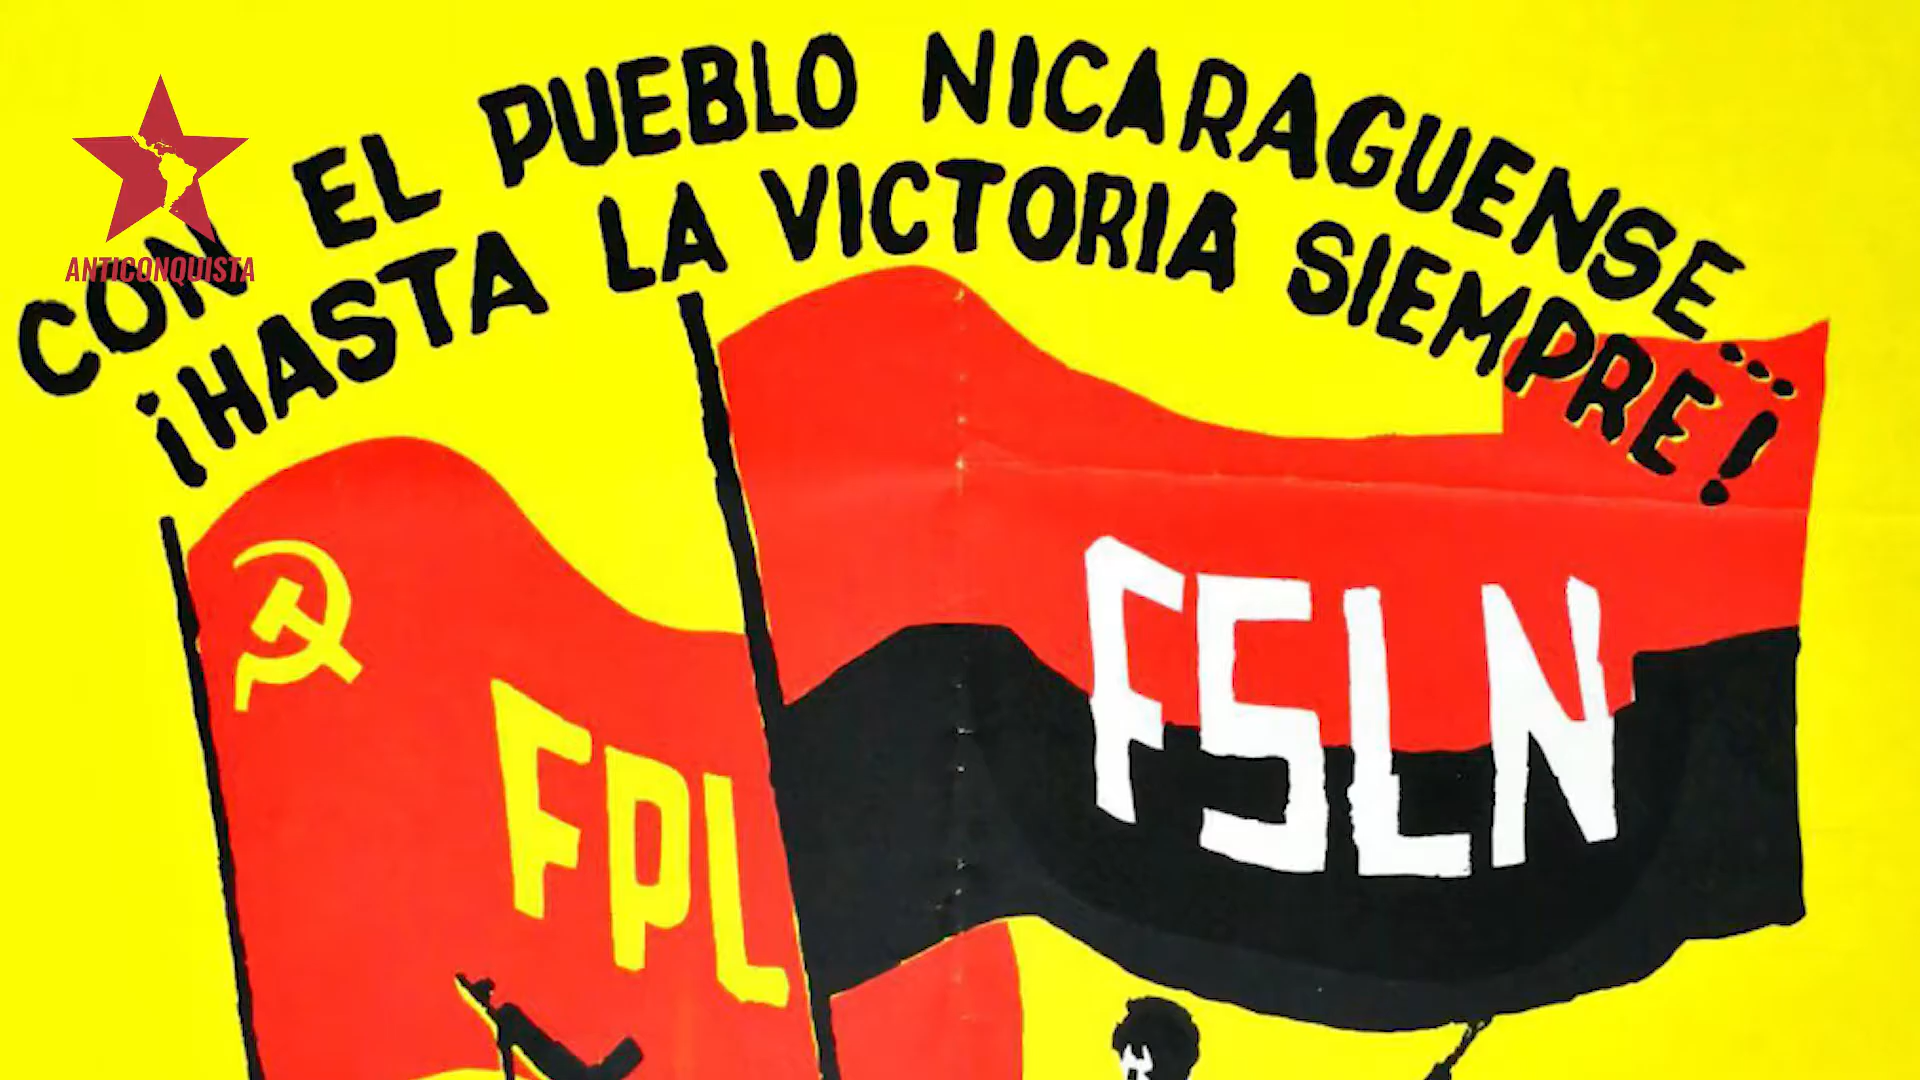 CON EL PUEBLO NICARAGUENSE...
¡HASTA LA VICTORIA SIEMPRE!
ANTICONQUISTA
FPL
FSLN